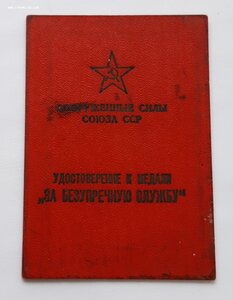 ВООРУЖЕННЫЕ СИЛЫ
СОЮЗА ССР
УДОСТОВЕРЕНИЕ К МЕДАЛИ
„ЗА БЕЗУПРЕЧНУЮ СЛУЖБУ“